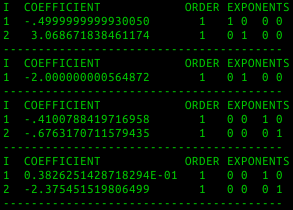 I  COEFFICIENT            ORDER EXPONENTS
1  -.4999999999930050       1   1 0  0 0
2   3.068671838461174       1   0 1  0 0
----------------------------------------
I  COEFFICIENT            ORDER EXPONENTS
1  -2.000000000564872       1   0 1  0 0
----------------------------------------
I  COEFFICIENT            ORDER EXPONENTS
1  -.4100788419716958       1   0 0  1 0
2  -.6763170711579435       1   0 0  0 1
----------------------------------------
I  COEFFICIENT            ORDER EXPONENTS
1  0.3826251428718294E-01   1   0 0  1 0
2  -2.375451519806499       1   0 0  0 1
----------------------------------------